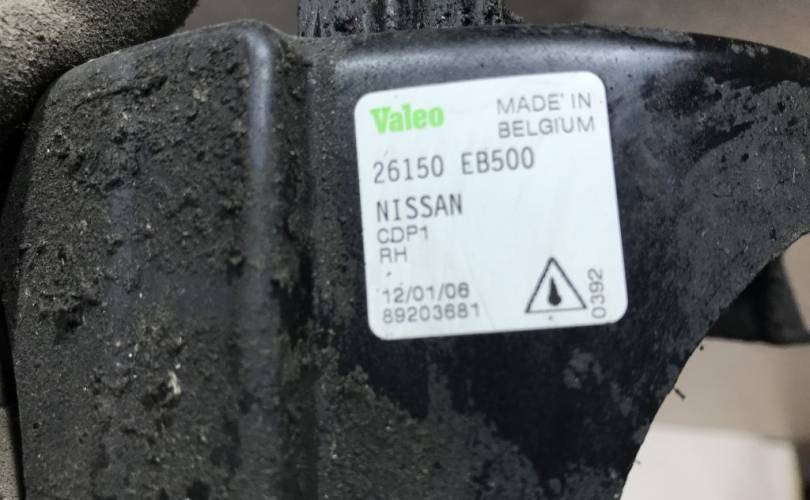 Valeo
MADE IN
BELGIUM
26150 EB500
NISSAN
CDP1
RH
12/01/06
89203681
0392